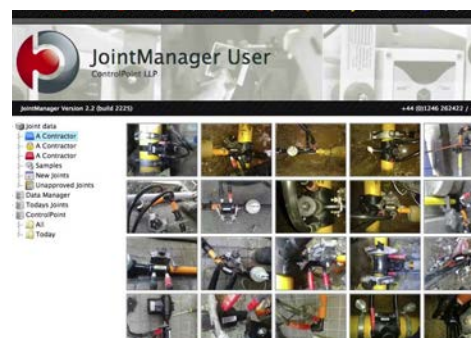 JointManager User
ControlPoint LLP
JointManager Version 2.2 (build 2225)
+44 (0)1246 262422 /
Joint data
A Contractor
A Contractor
A Contractor
Samples
New Joints
Unapproved Joints
Data Manager
Todays Joints
ControlPoint
All
Today